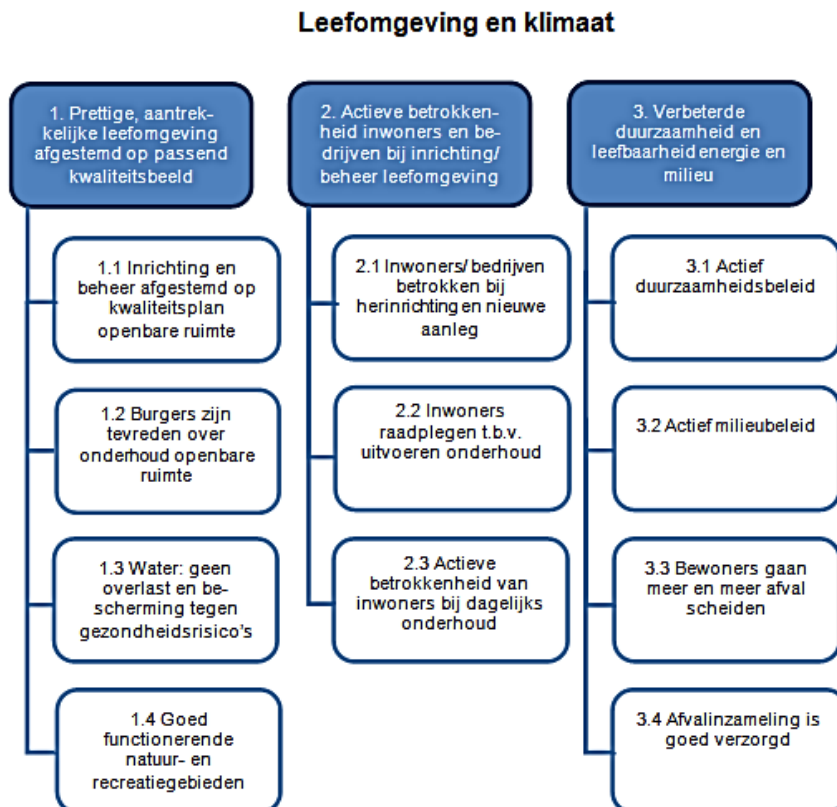 Leefomgeving en klimaat
1. Prettige, aantrek-
kelijke leefomgeving
afgestemd op passend
kwaliteitsbeeld
1.1 Inrichting en
beheer afgestemd op
kwaliteitsplan
openbare ruimte
1.2 Burgers zijn
tevreden over
onderhoud openbare
ruimte
1.3 Water: geen
overlast en be-
scherming tegen
gezondheidsrisico's
1.4 Goed
functionerende
natuur- en
recreatiegebieden
2. Actieve betrokken-
heid inwoners en be-
drijven bij inrichting/
beheer leefomgeving
2.1 Inwoners/ bedrijven
betrokken bij
herinrichting en nieuwe
aanleg
2.2 Inwoners
raadplegen t.b.v.
uitvoeren onderhoud
2.3 Actieve
betrokkenheid van
inwoners bij dagelijks
onderhoud
3. Verbeterde
duurzaamheid en
leefbaarheid energie en
milieu
3.1 Actief
duurzaamheidsbeleid
3.2 Actief milieubeleid
3.3 Bewoners gaan
meer en meer afval
scheiden
3.4 Afvalinzameling is
goed verzorgd